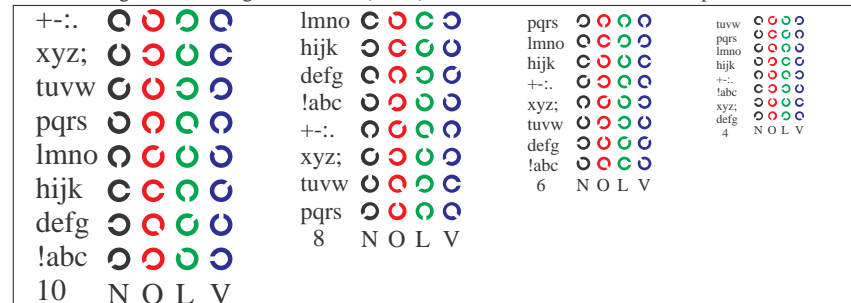 +-:.
xyz;
tuvw
pqrs
lmno
hijk
defg
!abc
10 N O L V
lmno
hijk
defg
!abc
+-:.
xyz;
tuvw
pqrs
8 N O L V
pqrs
lmno
hijk
+-:.
xyz;
tuvw
defg
!abc
6 N O L V
tuvw
pqrs
lmno
hijk
+-:.
!abc
xyz;
defg
4 N O L V